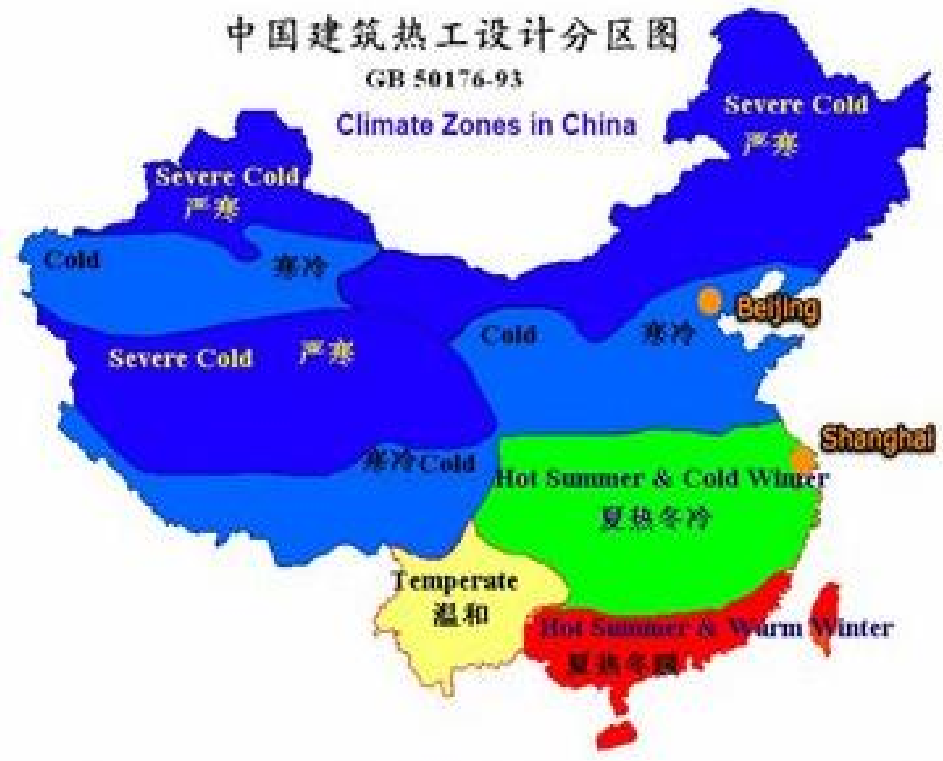 中国建筑热工设计分区图
GB 50176-93
Climate Zones in China
Severe Cold
严寒
Severe Cold
严寒
Cold
寒冷
Beijing
Severe Cold 严寒
Cold
寒冷
Shanghai
寒冷 Cold
Hot Summer & Cold Winter
夏热冬冷
Temperate
温和
Hot Summer & Warm Winter
夏热冬暖